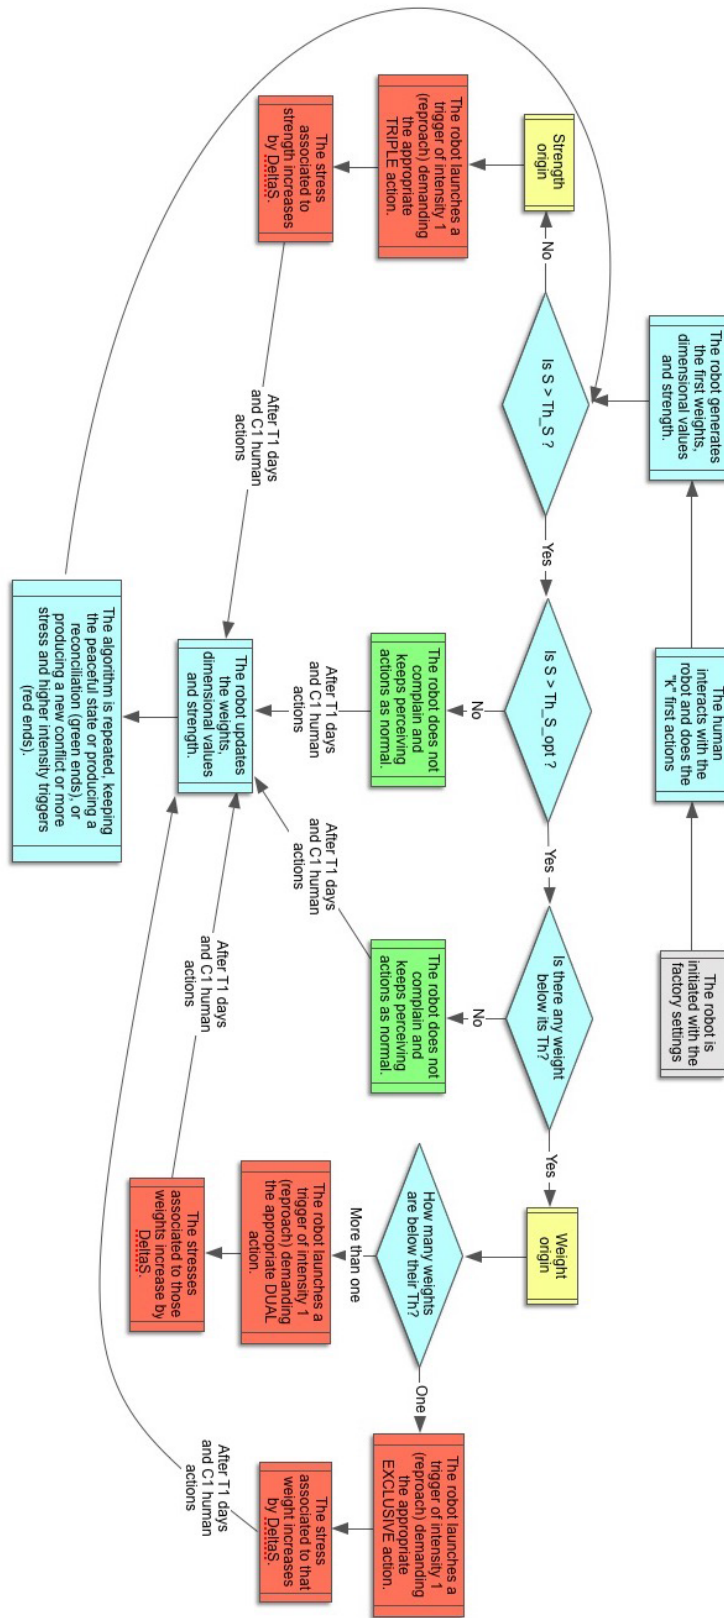 The robot is
initiated with the
factory settings
The human
interacts with the
robot and does the
"K" first actions
The robot generates
the first weights,
dimensional values
and strength.
Is S > Th_S ?
No
Yes
Strength
origin
The robot launches a
trigger of intensity 1
(reproach) demanding
the appropriate
TRIPLE action.
The stress
associated to
strength increases
by DeltaS.
After T1 days
and C1 human
actions
Is S > Th_S_opt ?
No
Yes
The robot does not
complain and
keeps perceiving
actions as normal.
After T1 days
and C1 human
actions
Is there any weight
below its Th?
No
Yes
The robot does not
complain and
keeps perceiving
actions as normal.
After T1 days
and C1 human
actions
Weight
origin
How many weights
are below their Th?
More than one
One
The robot launches a
trigger of intensity 1
(reproach) demanding
the appropriate DUAL
action.
The stresses
associated to those
weights increase by
DeltaS.
After T1 days
and C1 human
actions
The robot launches a
trigger of intensity 1
(reproach) demanding
the appropriate
EXCLUSIVE action.
The stress
associated to that
weight increases
by DeltaS.
After T1 days
and C1 human
actions
The robot updates
the weights,
dimensional values
and strength.
The algorithm is repeated, keeping
the peaceful state or producing a
reconciliation (green ends), or
producing a new conflict or more
stress and higher intensity triggers
(red ends).